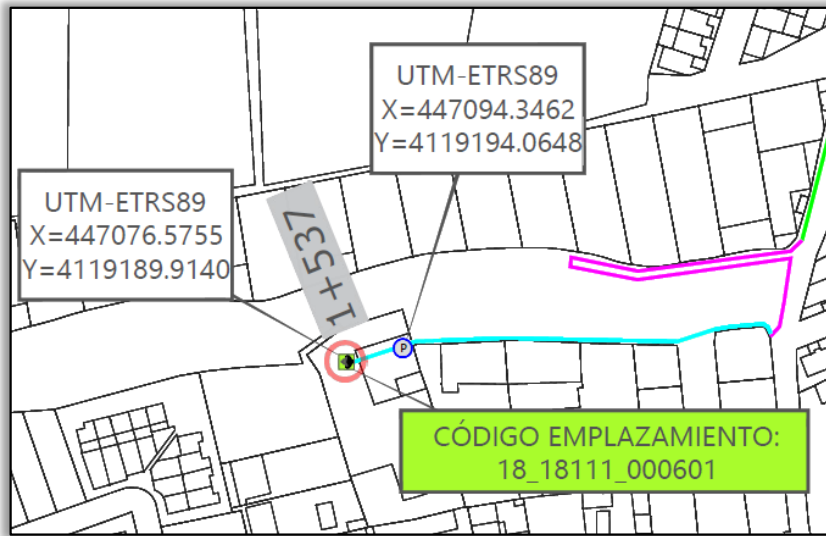 UTM-ETRS89
X=447094.3462
Y=4119194.0648
UTM-ETRS89
X=447076.5755
Y=4119189.9140
1+537
P
CÓDIGO EMPLAZAMIENTO:
18_18111_000601